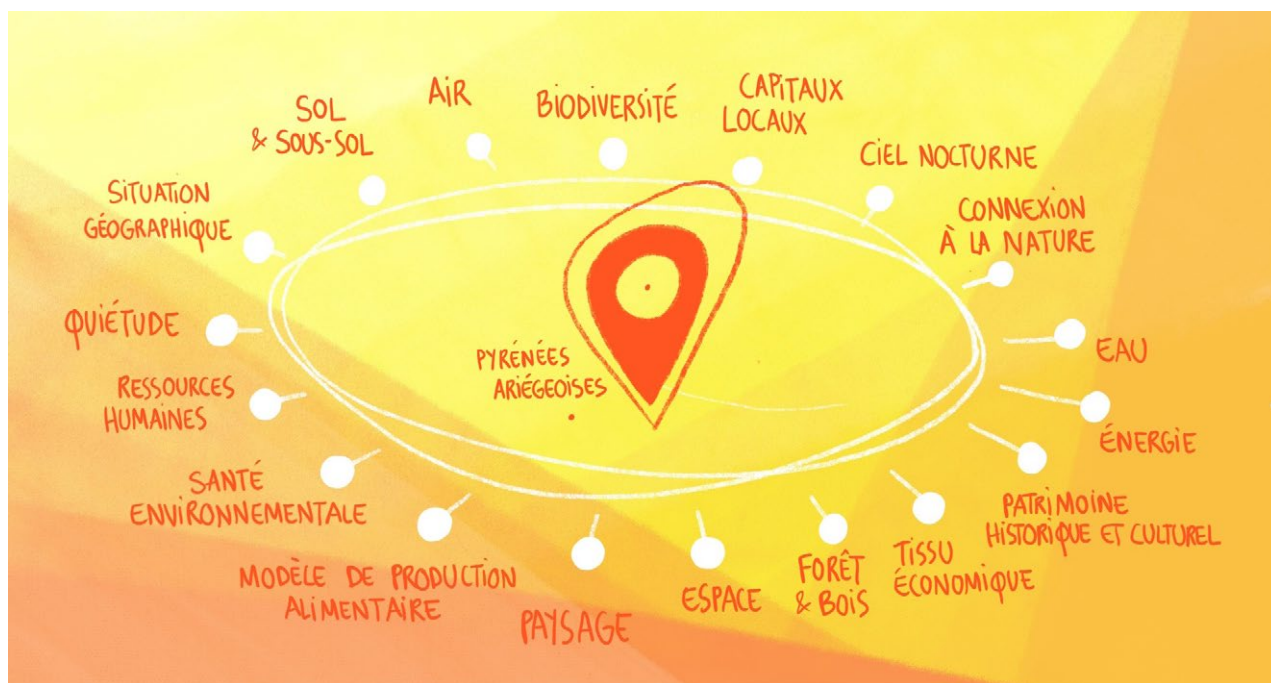 SOL
& SOUS-SOL
AIR
BIODIVERSITÉ
CAPITAUX
LOCAUX
CIEL NOCTURNE
CONNEXION
À LA NATURE
EAU
ÉNERGIE
PATRIMOINE
HISTORIQUE ET CULTUREL
TISSU
ÉCONOMIQUE
FORÊT
& BOIS
ESPACE
PAYSAGE
MODÈLE DE PRODUCTION
ALIMENTAIRE
SANTÉ
ENVIRONNEMENTALE
RESSOURCES
HUMAINES
QUIÉTUDE
SITUATION
GÉOGRAPHIQUE
PYRÉNÉES
ARIÉGEOISES